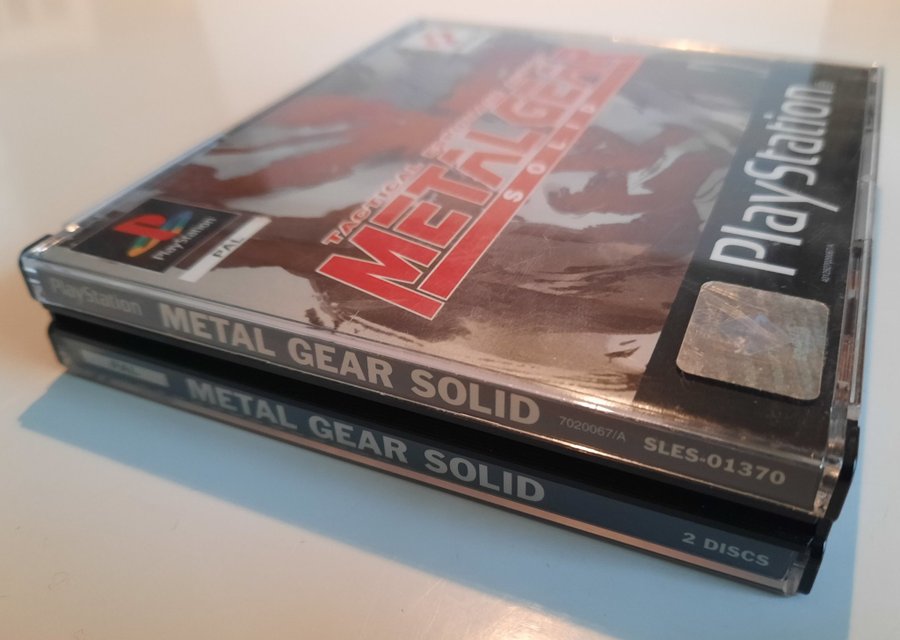 TACTICAL ESPIONAGE ACTION
METAL GEAR
SOLID
PlayStation
PlayStation
PAL
PlayStation
METAL GEAR SOLID
7020067/A
SLES-01370
PAL
METAL GEAR SOLID
2 DISCS